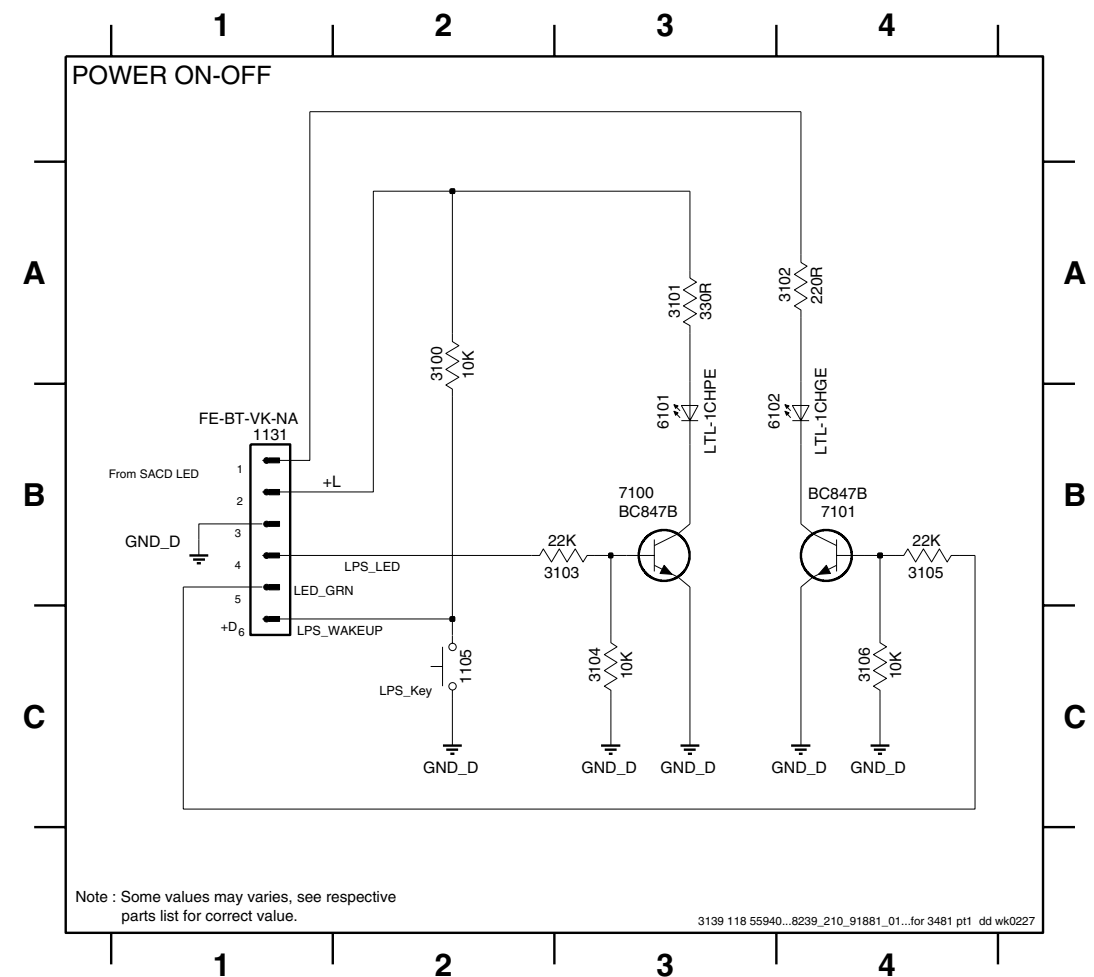 1 2 3 4
POWER ON-OFF
A A
3102
220R
3101
330R
3100
10K
6101
LTL-1CHPE
6102
LTL-1CHGE
FE-BT-VK-NA
1131
From SACD LED
1
+L
2
B B
7100
BC847B
BC847B
7101
3
GND_D
4
LPS_LED
22K
3103
22K
3105
5
LED_GRN
+D
6
LPS_WAKEUP
1105
LPS_Key
3104
10K
3106
10K
C C
GND_D GND_D GND_D GND_D GND_D
Note : Some values may varies, see respective
parts list for correct value.
3139 118 55940...8239_210_91881_01...for 3481 pt1 dd wk0227
1 2 3 4